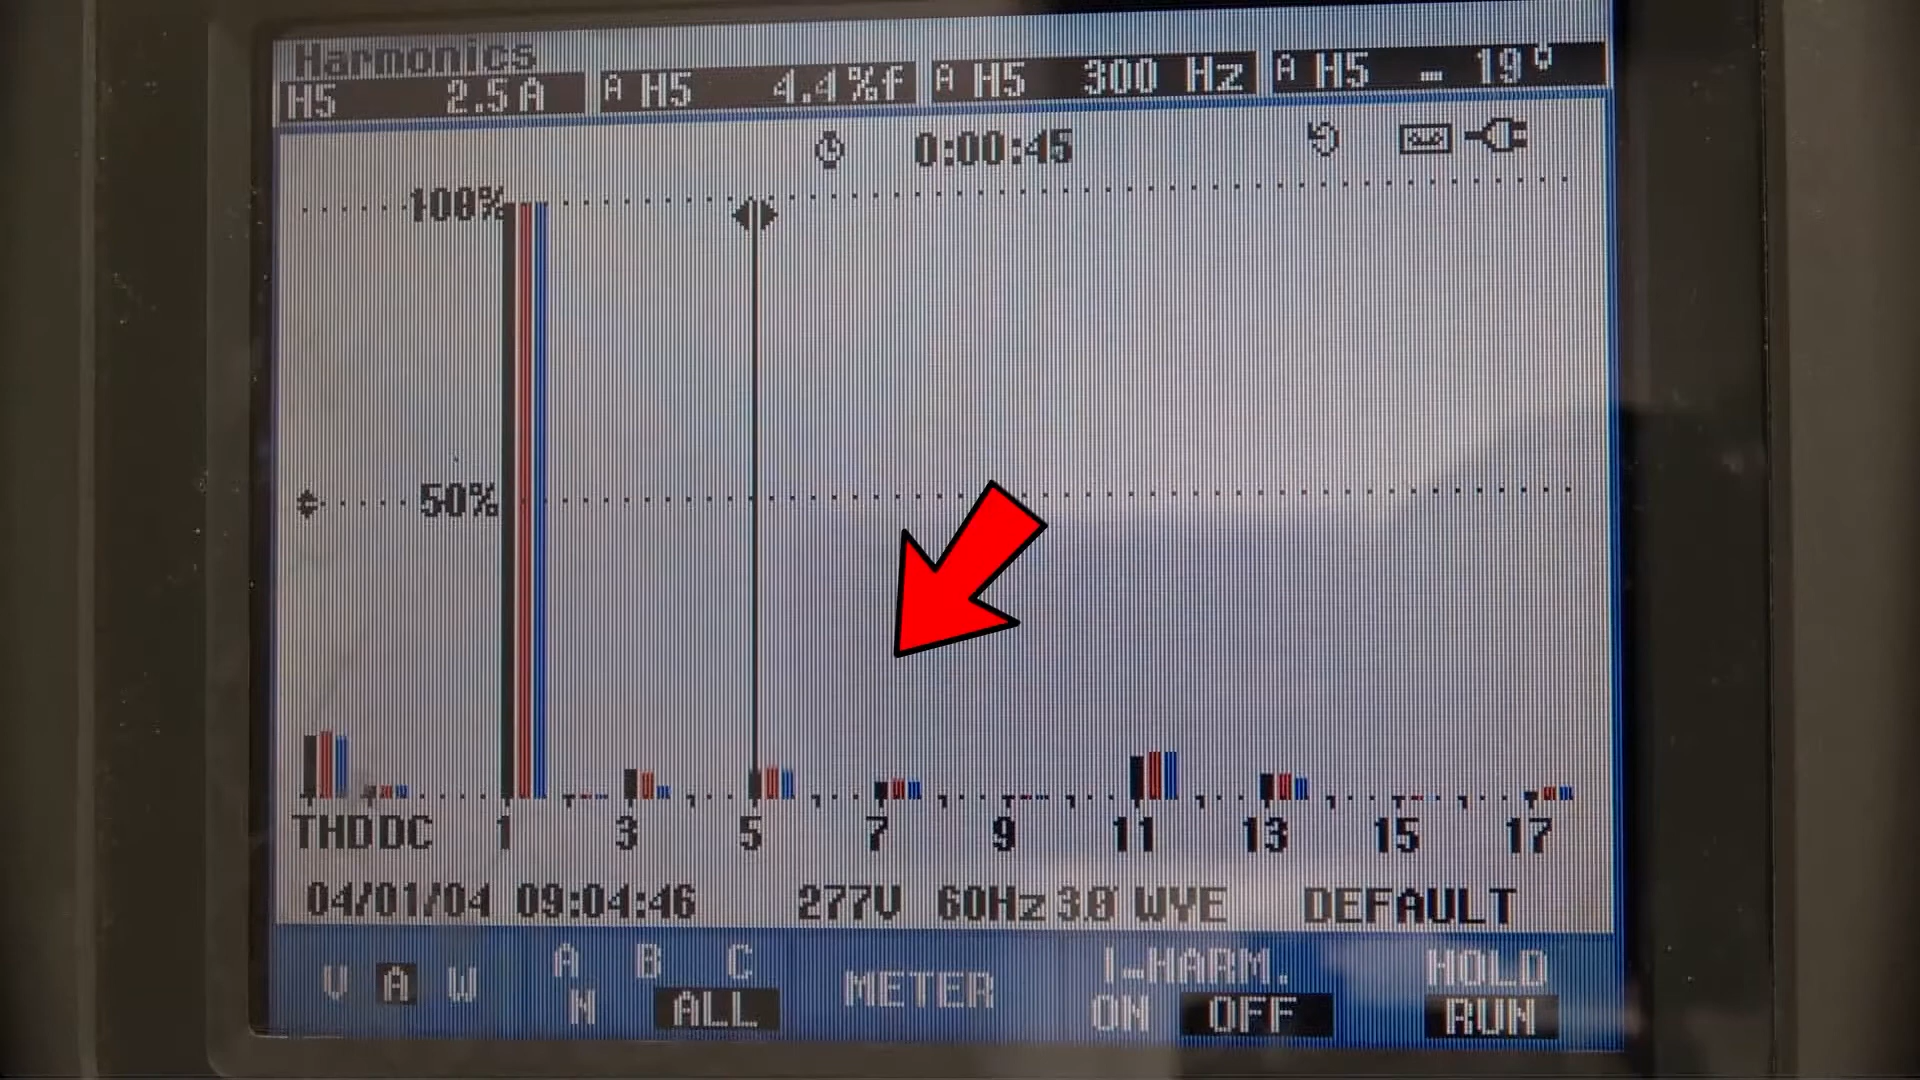 Harmonics
H5 2.5A A H5 4.4%f A H5 300 Hz A H5 - 19°
0:00:45
100%
50%
THD DC 1 3 5 7 9 11 13 15 17
04/01/04 09:04:46 277V 60Hz 3Ø WYE DEFAULT
V A W A B C N ALL METER I-HARM. ON OFF HOLD RUN